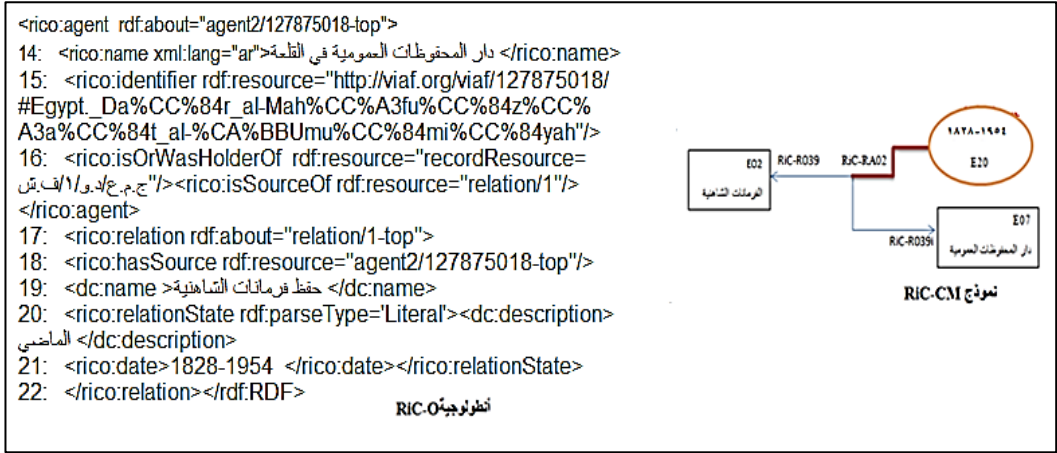 <rico:agent rdf:about="agent2/127875018-top">
14: <rico:name xml:lang="ar">دار المحفوظات العمومية في القلعة</rico:name>
15: <rico:identifier rdf:resource="http://viaf.org/viaf/127875018/
#Egypt._Da%CC%84r_al-Mah%CC%A3fu%CC%84z%CC%
A3a%CC%84t_al-%CA%BBUmu%CC%84mi%CC%84yah"/>
16: <rico:isOrWasHolderOf rdf:resource="recordResource=
ج.م.ع/د.و/١/ف.ش"/><rico:isSourceOf rdf:resource="relation/1"/>
</rico:agent>
17: <rico:relation rdf:about="relation/1-top">
18: <rico:hasSource rdf:resource="agent2/127875018-top"/>
19: <dc:name >حفظ فرمانات الشاهنية </dc:name>
20: <rico:relationState rdf:parseType='Literal'><dc:description>
الماضي </dc:description>
21: <rico:date>1828-1954 </rico:date></rico:relationState>
22: </rico:relation></rdf:RDF>
أنطولوجية RiC-O
١٩٥٤-١٨٢٨
E20
RiC-RA02
RiC-R039
E02
الفرمانات الشاهنية
RiC-R039i
E07
دار المحفوظات العمومية
نموذج RiC-CM